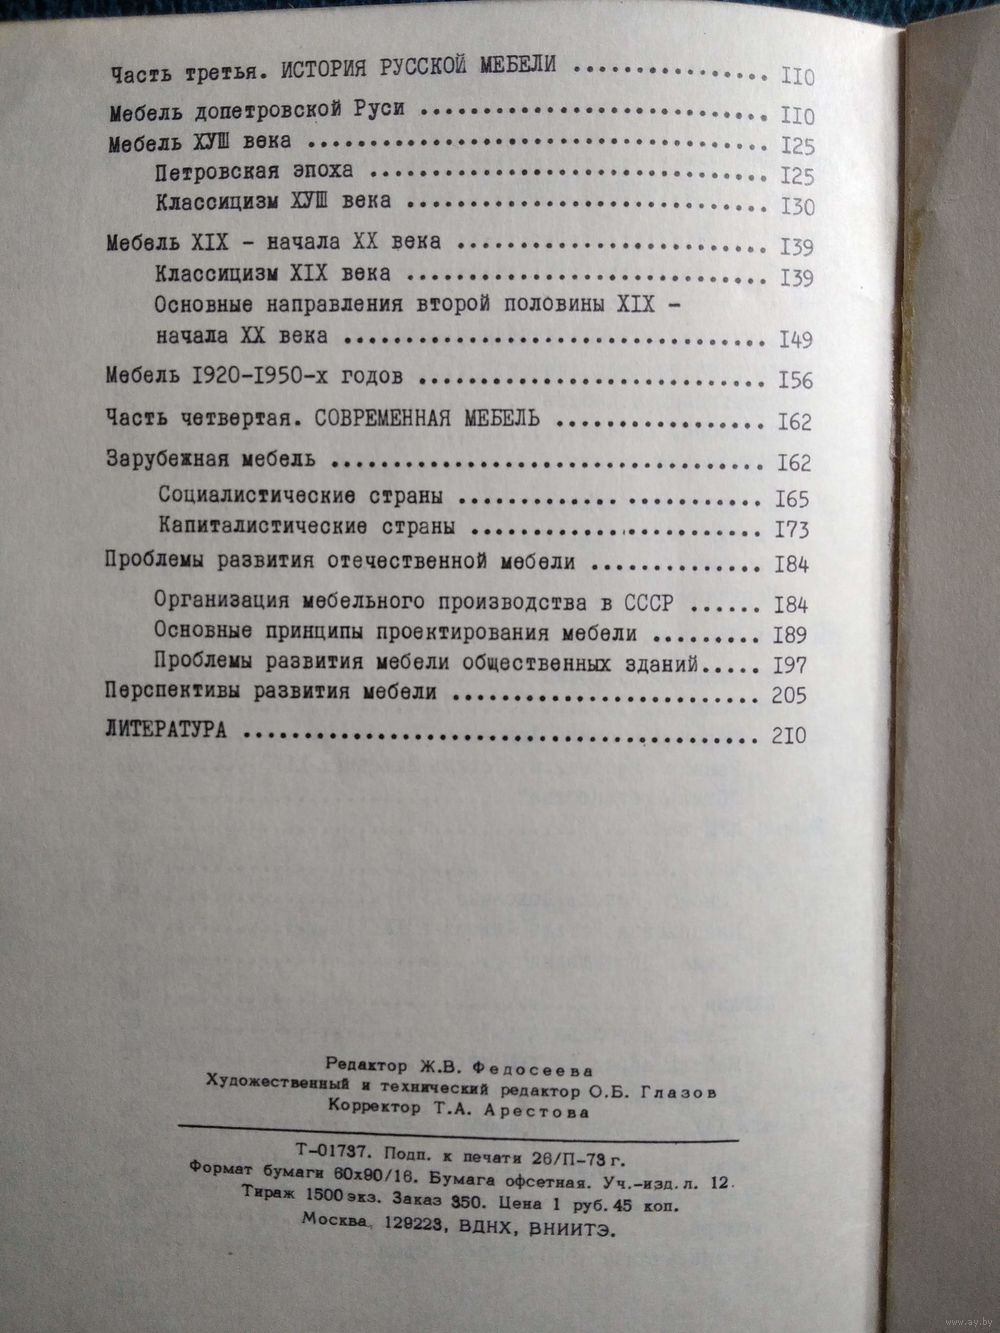 Часть третья. ИСТОРИЯ РУССКОЙ МЕБЕЛИ ................ II0
Мебель допетровской Руси ............................ II0
Мебель ХУШ века ..................................... I25
Петровская эпоха ................................ I25
Классицизм ХУШ века ............................. I30
Мебель XIX - начала XX века ......................... I39
Классицизм XIX века ............................. I39
Основные направления второй половины XIX -
начала XX века .................................. I49
Мебель I920-I950-х годов ............................ I56
Часть четвертая. СОВРЕМЕННАЯ МЕБЕЛЬ ................. I62
Зарубежная мебель ................................... I62
Социалистические страны ......................... I65
Капиталистические страны ........................ I73
Проблемы развития отечественной мебели .............. I84
Организация мебельного производства в СССР ...... I84
Основные принципы проектирования мебели ......... I89
Проблемы развития мебели общественных зданий..... I97
Перспективы развития мебели ......................... 205
ЛИТЕРАТУРА .......................................... 2I0
Редактор Ж.В. Федосеева
Художественный и технический редактор О.Б. Глазов
Корректор Т.А. Арестова
Т-01737. Подп. к печати 26/П-73 г.
Формат бумаги 60х90/16. Бумага офсетная. Уч.-изд. л. 12.
Тираж 1500 экз. Заказ 350. Цена 1 руб. 45 коп.
Москва, 129223, ВДНХ, ВНИИТЭ.
www.ay.by